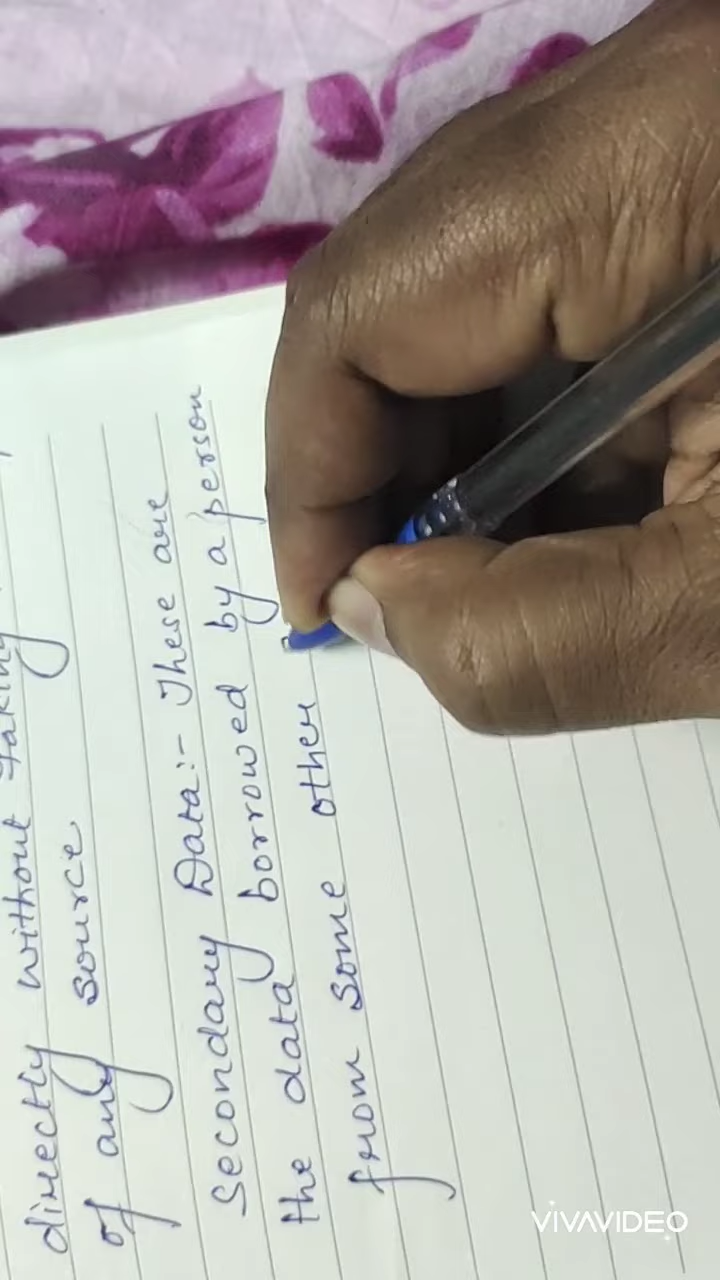 directly without taking
of any source
Secondary Data:- These are
the data borrowed by a person
from some other
VIVAVIDEO